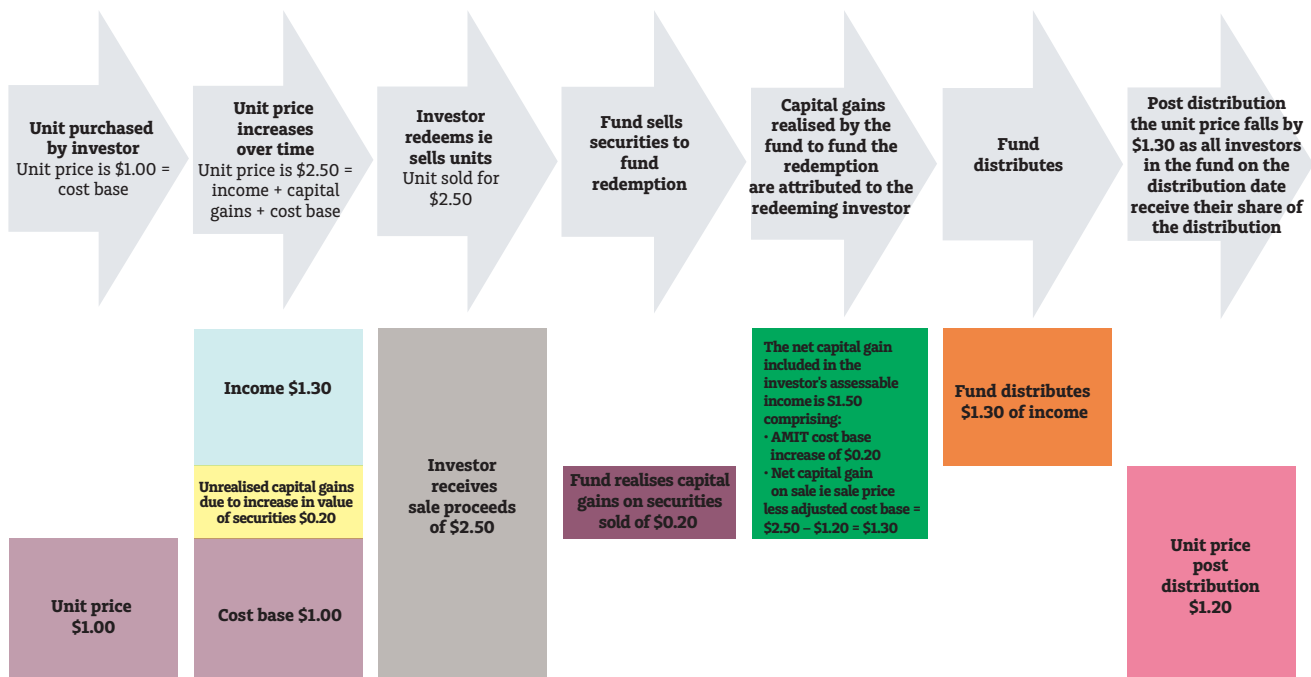 Unit purchased
by investor
Unit price is $1.00 =
cost base
Unit price
increases
over time
Unit price is $2.50 =
income + capital
gains + cost base
Investor
redeems ie
sells units
Unit sold for
$2.50
Fund sells
securities to
fund
redemption
Capital gains
realised by the
fund to fund the
redemption
are attributed to the
redeeming investor
Fund
distributes
Post distribution
the unit price falls by
$1.30 as all investors
in the fund on the
distribution date
receive their share of
the distribution
Unit price
$1.00
Income $1.30
Unrealised capital gains
due to increase in value
of securities $0.20
Cost base $1.00
Investor
receives
sale proceeds
of $2.50
Fund realises capital
gains on securities
sold of $0.20
The net capital gain
included in the
investor's assessable
income is $1.50
comprising:
· AMIT cost base
increase of $0.20
· Net capital gain
on sale ie sale price
less adjusted cost base =
$2.50 – $1.20 = $1.30
Fund distributes
$1.30 of income
Unit price
post
distribution
$1.20